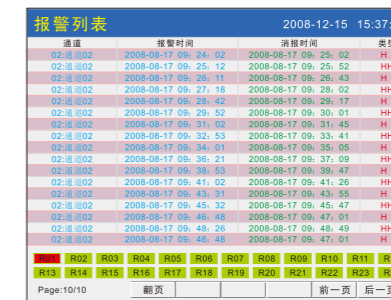 报警列表 2008-12-15 15:37:
通道 报警时间 消报时间 类
02:通道02 2008-08-17 09：24：02 2008-08-17 09：25：02 H
02:通道02 2008-08-17 09：25：12 2008-08-17 09：25：52 HH
02:通道02 2008-08-17 09：26：11 2008-08-17 09：26：43 H
02:通道02 2008-08-17 09：27：18 2008-08-17 09：28：02 HH
02:通道02 2008-08-17 09：28：42 2008-08-17 09：29：17 H
02:通道02 2008-08-17 09：29：52 2008-08-17 09：30：01 HH
02:通道02 2008-08-17 09：31：02 2008-08-17 09：31：45 H
02:通道02 2008-08-17 09：32：53 2008-08-17 09：33：41 HH
02:通道02 2008-08-17 09：34：01 2008-08-17 09：35：05 H
02:通道02 2008-08-17 09：36：21 2008-08-17 09：37：09 HH
02:通道02 2008-08-17 09：38：53 2008-08-17 09：39：47 H
02:通道02 2008-08-17 09：41：02 2008-08-17 09：41：26 HH
02:通道02 2008-08-17 09：43：31 2008-08-17 09：43：55 H
02:通道02 2008-08-17 09：45：32 2008-08-17 09：45：47 HH
02:通道02 2008-08-17 09：46：48 2008-08-17 09：47：01 H
02:通道02 2008-08-17 09：48：26 2008-08-17 09：48：49 HH
02:通道02 2008-08-17 09：46：48 2008-08-17 09：47：01 H
R01 R02 R03 R04 R05 R06 R07 R08 R09 R10 R11 R
R13 R14 R15 R16 R17 R18 R19 R20 R21 R22 R23 R
Page:10/10 翻页 前一页 后一页